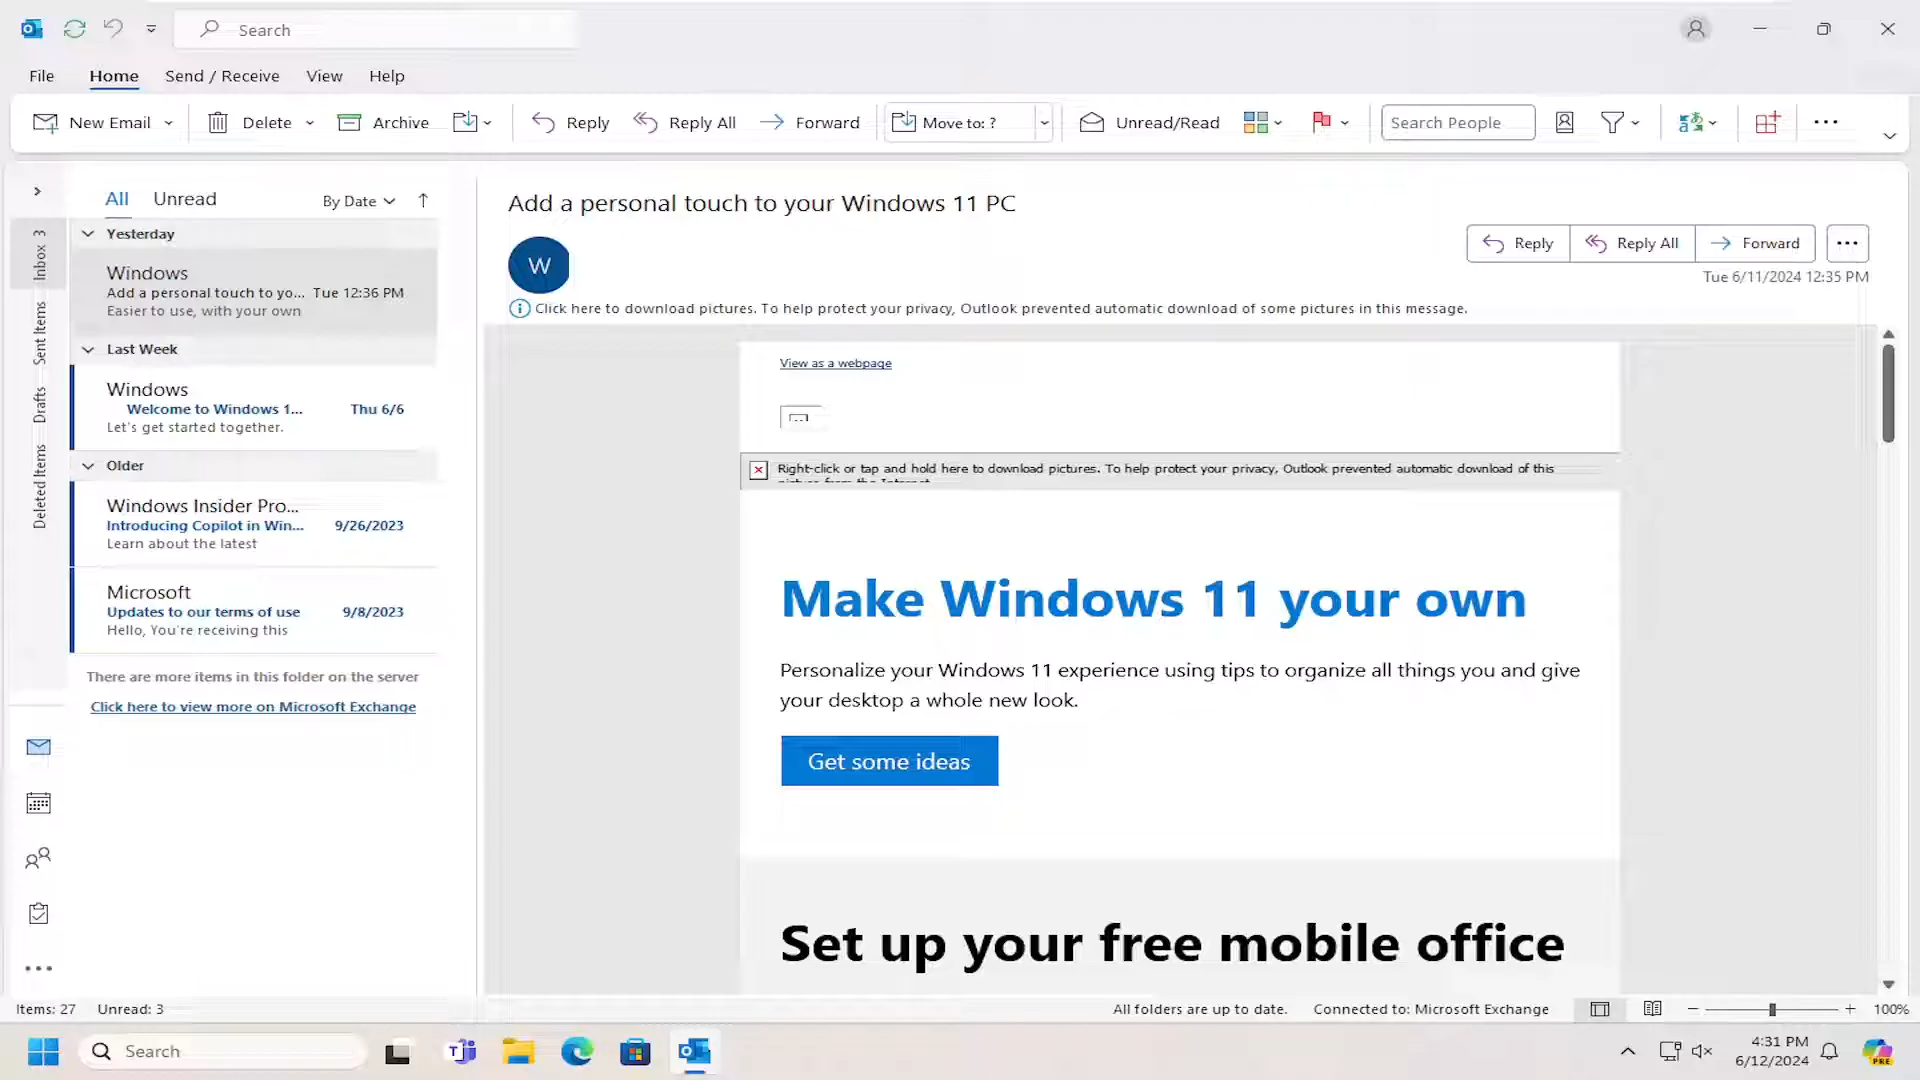 Search
File Home Send / Receive View Help
New Email Delete Archive Reply Reply All Forward Move to: ? Unread/Read Search People
All Unread By Date
Inbox 3
Sent Items
Drafts
Deleted Items
Yesterday
Windows
Add a personal touch to yo... Tue 12:36 PM
Easier to use, with your own
Last Week
Windows
Welcome to Windows 1... Thu 6/6
Let's get started together.
Older
Windows Insider Pro...
Introducing Copilot in Win... 9/26/2023
Learn about the latest
Microsoft
Updates to our terms of use 9/8/2023
Hello, You're receiving this
There are more items in this folder on the server
Click here to view more on Microsoft Exchange
Add a personal touch to your Windows 11 PC
W
Reply Reply All Forward
Tue 6/11/2024 12:35 PM
Click here to download pictures. To help protect your privacy, Outlook prevented automatic download of some pictures in this message.
View as a webpage
Right-click or tap and hold here to download pictures. To help protect your privacy, Outlook prevented automatic download of this
picture from the Internet.
Make Windows 11 your own
Personalize your Windows 11 experience using tips to organize all things you and give
your desktop a whole new look.
Get some ideas
Set up your free mobile office
Items: 27 Unread: 3 All folders are up to date. Connected to: Microsoft Exchange 100%
Search
4:31 PM
6/12/2024
PRE